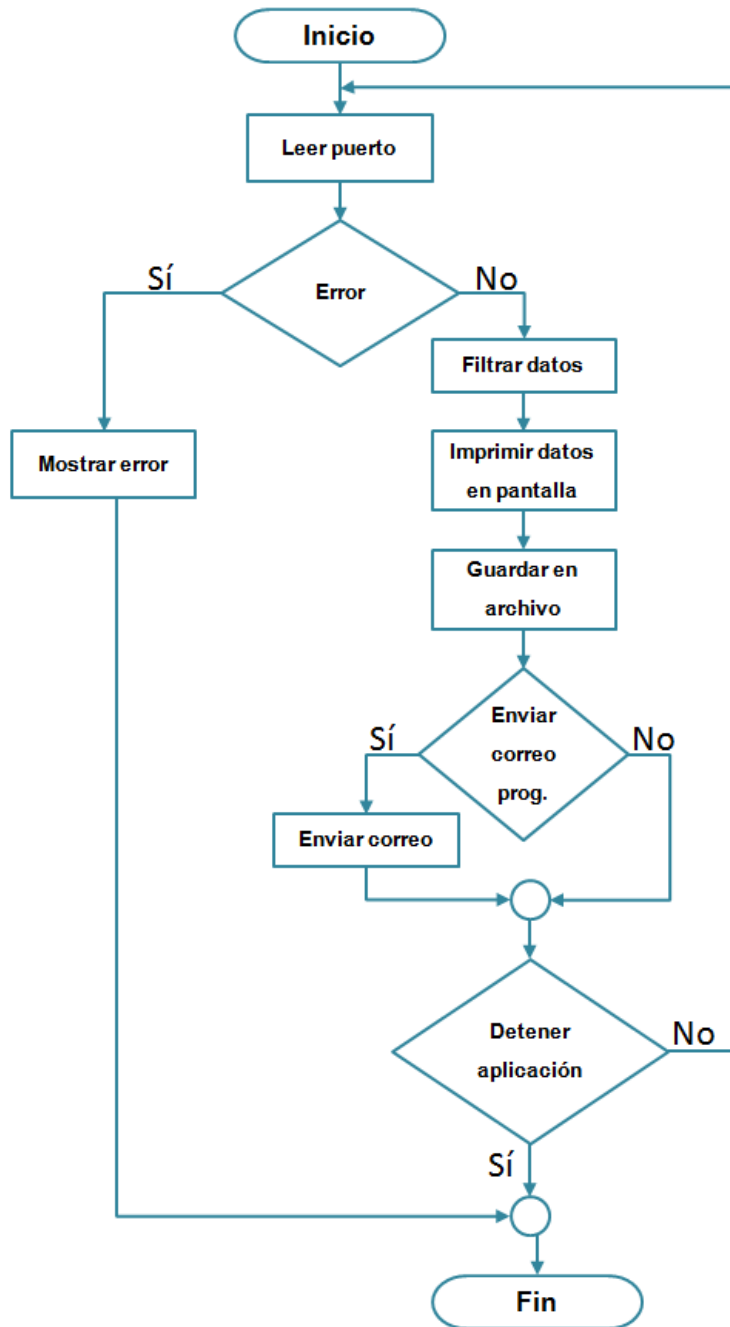 Inicio
Leer puerto
Sí
Error
No
Filtrar datos
Mostrar error
Imprimir datos
en pantalla
Guardar en
archivo
Sí
Enviar
correo
prog.
No
Enviar correo
Detener
aplicación
No
Sí
Fin